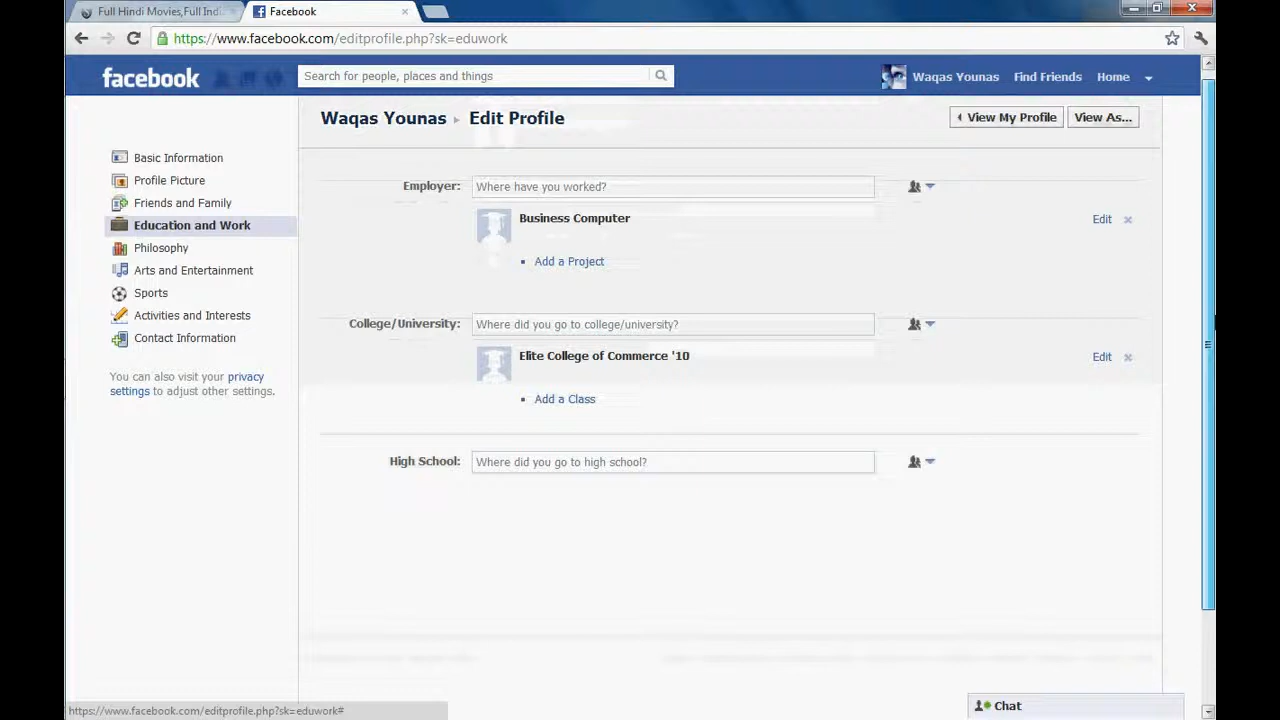 Full Hindi Movies,Full Indi
Facebook
https://www.facebook.com/editprofile.php?sk=eduwork
facebook
Search for people, places and things
Waqas Younas
Find Friends
Home
Waqas Younas
Edit Profile
View My Profile
View As...
Basic Information
Profile Picture
Friends and Family
Education and Work
Philosophy
Arts and Entertainment
Sports
Activities and Interests
Contact Information
You can also visit your privacy
settings to adjust other settings.
Employer:
Where have you worked?
Business Computer
Edit
Add a Project
College/University:
Where did you go to college/university?
Elite College of Commerce '10
Edit
Add a Class
High School:
Where did you go to high school?
https://www.facebook.com/editprofile.php?sk=eduwork#
Chat